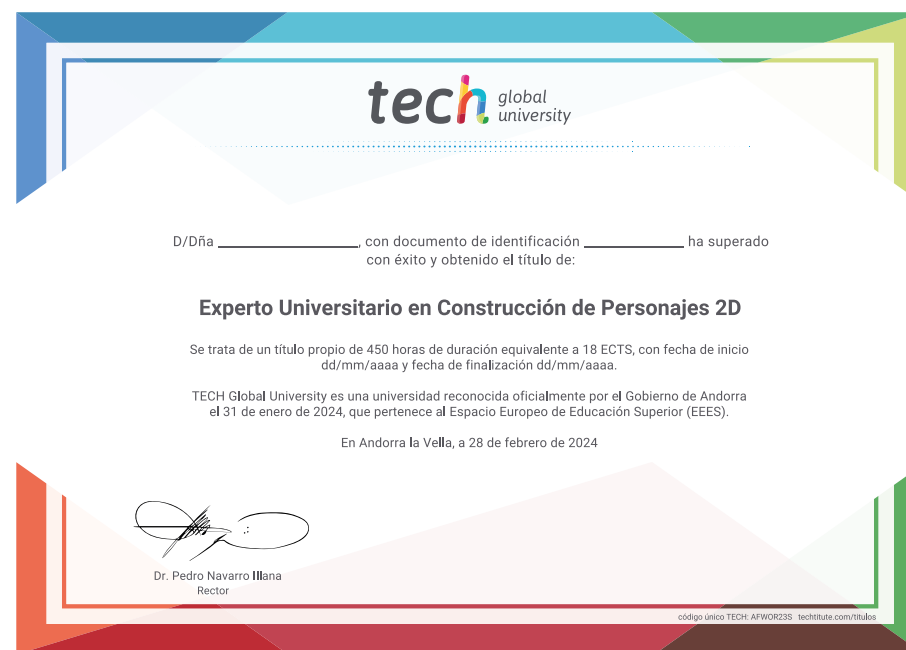 tech global university
D/Dña ____________________, con documento de identificación ______________ ha superado
con éxito y obtenido el título de:
Experto Universitario en Construcción de Personajes 2D
Se trata de un título propio de 450 horas de duración equivalente a 18 ECTS, con fecha de inicio
dd/mm/aaaa y fecha de finalización dd/mm/aaaa.
TECH Global University es una universidad reconocida oficialmente por el Gobierno de Andorra
el 31 de enero de 2024, que pertenece al Espacio Europeo de Educación Superior (EEES).
En Andorra la Vella, a 28 de febrero de 2024
Dr. Pedro Navarro Illana
Rector
código único TECH: AFWOR23S techtitute.com/titulos